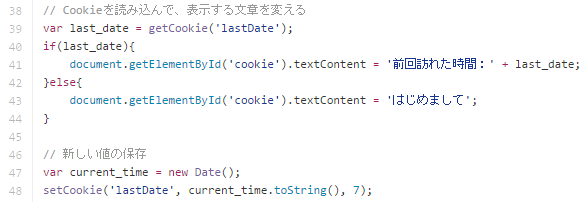 38 // Cookieを読み込んで、表示する文章を変える
39 var last_date = getCookie('lastDate');
40 if(last_date){
41 document.getElementById('cookie').textContent = '前回訪れた時間：' + last_date;
42 }else{
43 document.getElementById('cookie').textContent = 'はじめまして';
44 }
45
46 // 新しい値の保存
47 var current_time = new Date();
48 setCookie('lastDate', current_time.toString(), 7);